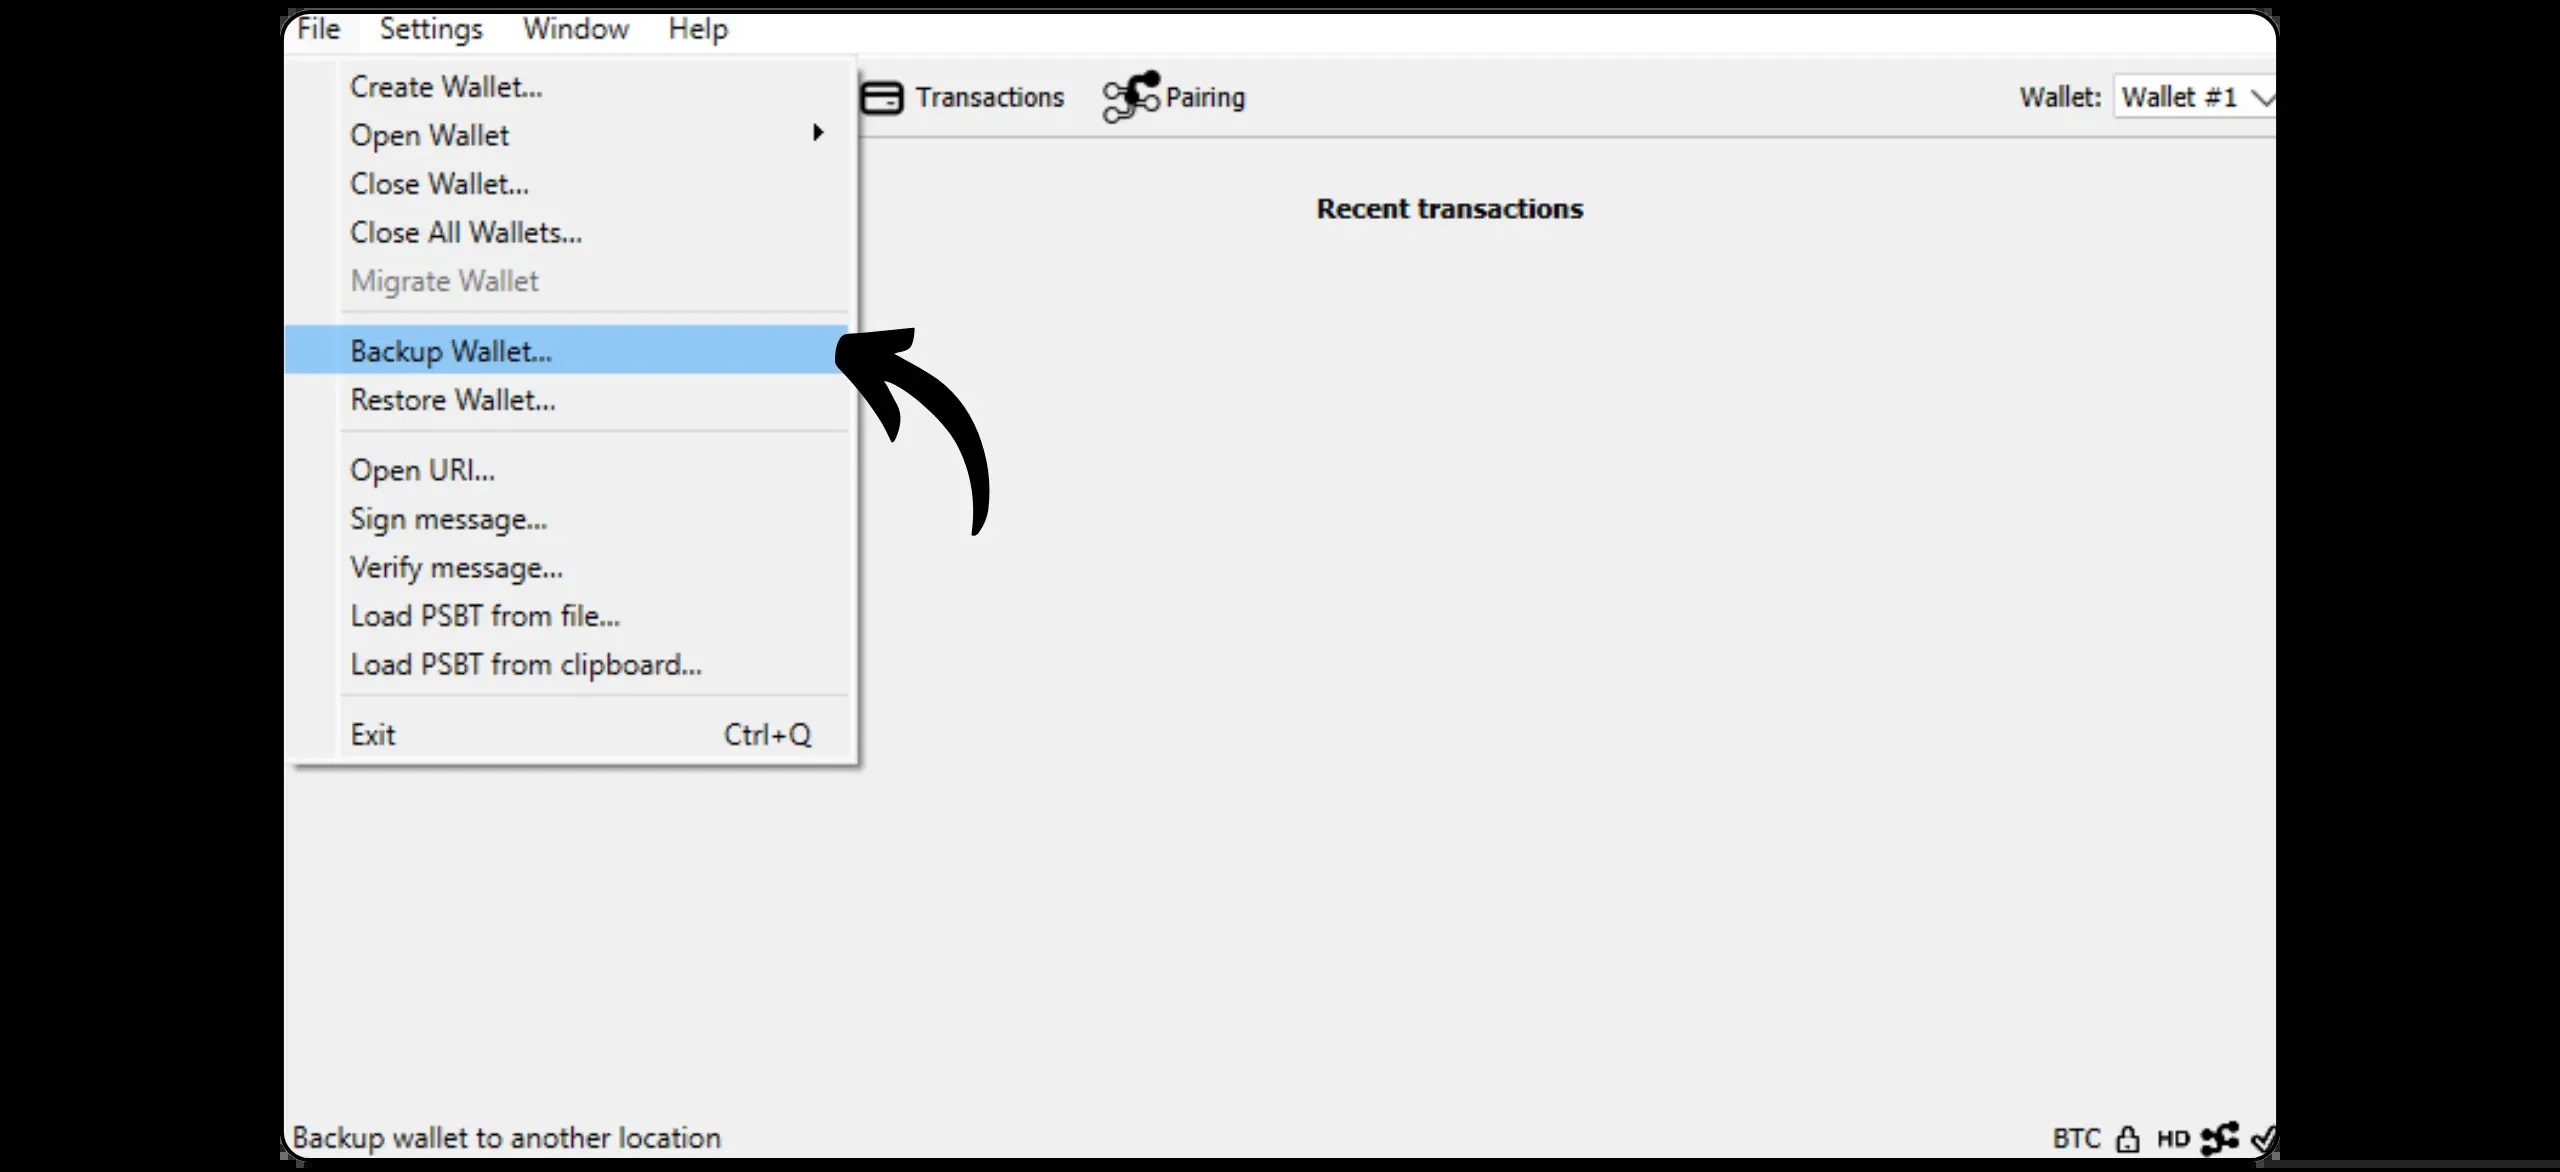 File Settings Window Help
Create Wallet...
Open Wallet
Close Wallet...
Close All Wallets...
Migrate Wallet
Backup Wallet...
Restore Wallet...
Open URI...
Sign message...
Verify message...
Load PSBT from file...
Load PSBT from clipboard...
Exit Ctrl+Q
Transactions Pairing Wallet: Wallet #1
Recent transactions
Backup wallet to another location BTC HD